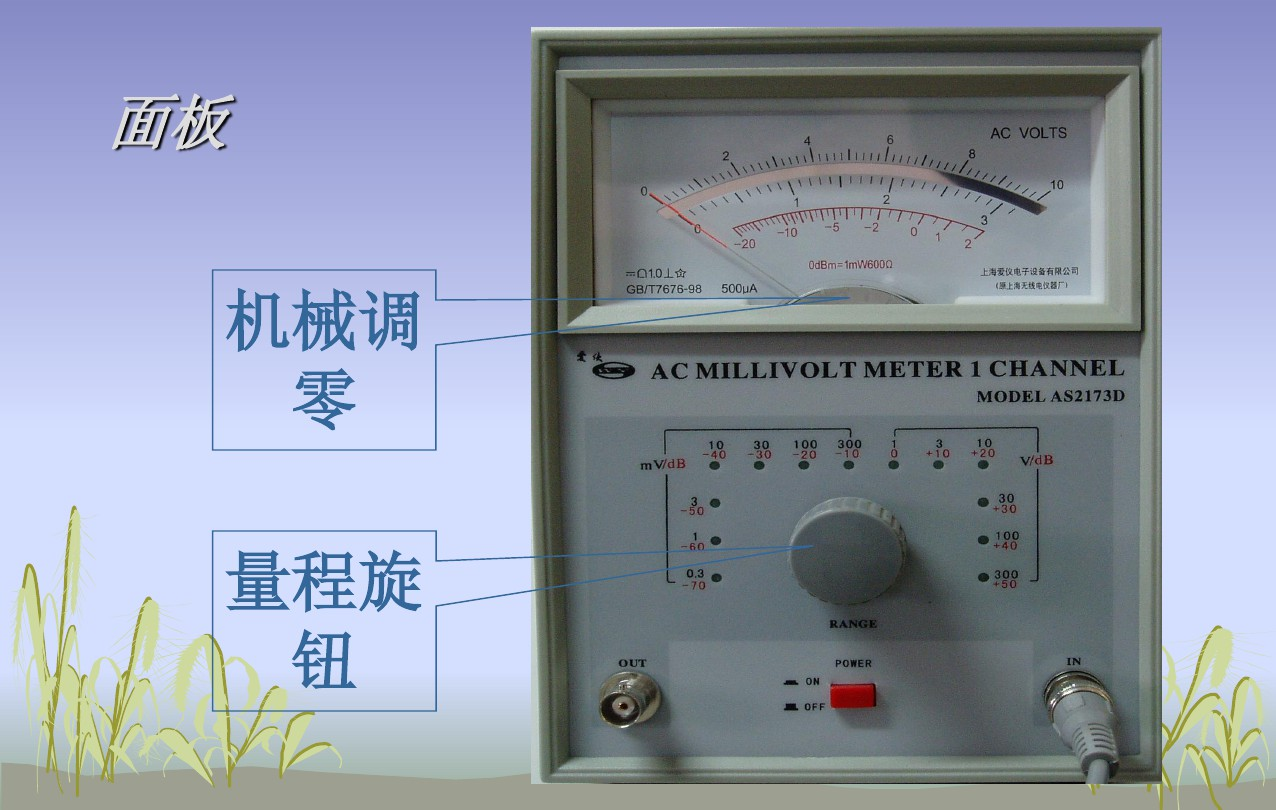 面板
机械调
零
量程旋
钮
AC VOLTS
0 2 4 6 8 10
0 1 2 3
-20 -10 -5 -2 0 1 2
0dBm=1mW600Ω
1.0⊥☆
GB/T7676-98 500μA
上海爱仪电子设备有限公司
(原上海无线电仪器厂)
AC MILLIVOLT METER 1 CHANNEL
MODEL AS2173D
10 30 100 300 1 3 10
-40 -30 -20 -10 0 +10 +20
mV/dB V/dB
3 30
-50 +30
1 100
-60 +40
0.3 300
-70 +50
RANGE
OUT POWER IN
ON
OFF